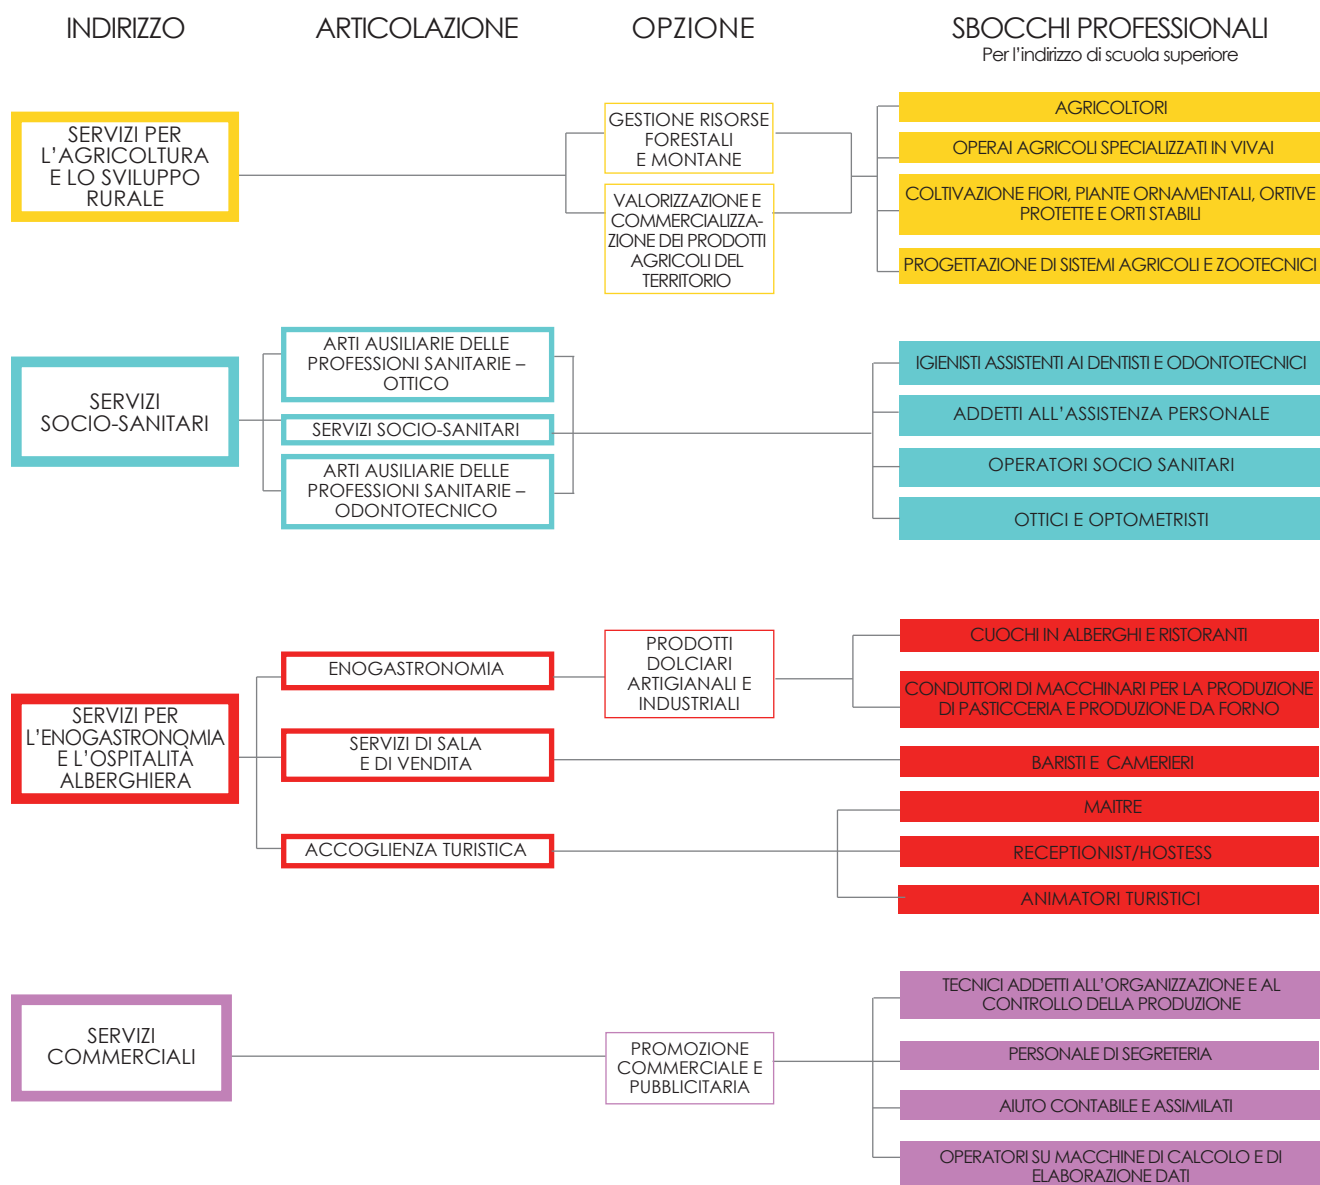 INDIRIZZO
ARTICOLAZIONE
OPZIONE
SBOCCHI PROFESSIONALI
Per l'indirizzo di scuola superiore
SERVIZI PER
L'AGRICOLTURA
E LO SVILUPPO
RURALE
GESTIONE RISORSE
FORESTALI
E MONTANE
VALORIZZAZIONE E
COMMERCIALIZZA-
ZIONE DEI PRODOTTI
AGRICOLI DEL
TERRITORIO
AGRICOLTORI
OPERAI AGRICOLI SPECIALIZZATI IN VIVAI
COLTIVAZIONE FIORI, PIANTE ORNAMENTALI, ORTIVE
PROTETTE E ORTI STABILI
PROGETTAZIONE DI SISTEMI AGRICOLI E ZOOTECNICI
SERVIZI
SOCIO-SANITARI
ARTI AUSILIARIE DELLE
PROFESSIONI SANITARIE –
OTTICO
SERVIZI SOCIO-SANITARI
ARTI AUSILIARIE DELLE
PROFESSIONI SANITARIE –
ODONTOTECNICO
IGIENISTI ASSISTENTI AI DENTISTI E ODONTOTECNICI
ADDETTI ALL'ASSISTENZA PERSONALE
OPERATORI SOCIO SANITARI
OTTICI E OPTOMETRISTI
SERVIZI PER
L'ENOGASTRONOMIA
E L'OSPITALITÀ
ALBERGHIERA
ENOGASTRONOMIA
SERVIZI DI SALA
E DI VENDITA
ACCOGLIENZA TURISTICA
PRODOTTI
DOLCIARI
ARTIGIANALI E
INDUSTRIALI
CUOCHI IN ALBERGHI E RISTORANTI
CONDUTTORI DI MACCHINARI PER LA PRODUZIONE
DI PASTICCERIA E PRODUZIONE DA FORNO
BARISTI E CAMERIERI
MAITRE
RECEPTIONIST/HOSTESS
ANIMATORI TURISTICI
SERVIZI
COMMERCIALI
PROMOZIONE
COMMERCIALE E
PUBBLICITARIA
TECNICI ADDETTI ALL'ORGANIZZAZIONE E AL
CONTROLLO DELLA PRODUZIONE
PERSONALE DI SEGRETERIA
AIUTO CONTABILE E ASSIMILATI
OPERATORI SU MACCHINE DI CALCOLO E DI
ELABORAZIONE DATI